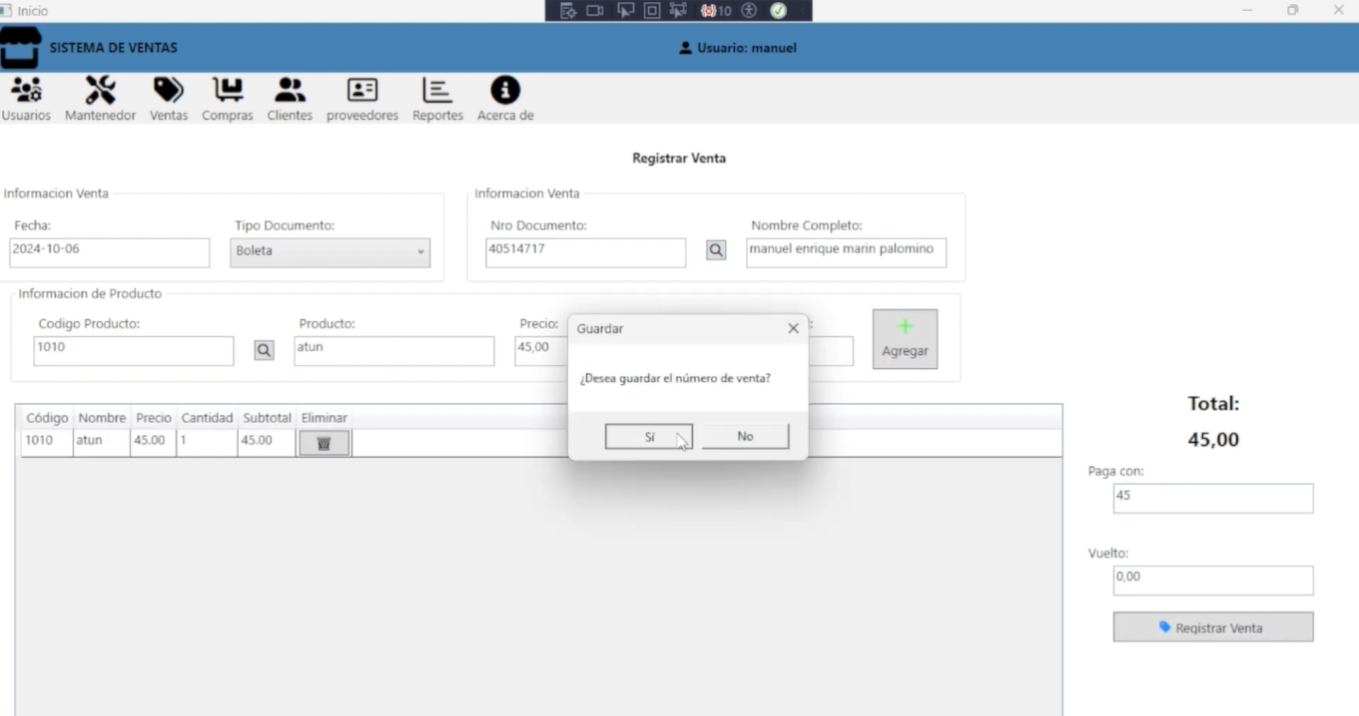 Inicio
10
SISTEMA DE VENTAS
Usuario: manuel
Usuarios Mantenedor Ventas Compras Clientes proveedores Reportes Acerca de
Registrar Venta
Informacion Venta
Informacion Venta
Fecha:
Tipo Documento:
Nro Documento:
Nombre Completo:
2024-10-06
Boleta
40514717
manuel enrique marin palomino
Informacion de Producto
Codigo Producto:
Producto:
Precio:
:
1010
atun
45,00
Agregar
Guardar
¿Desea guardar el número de venta?
Sí
No
Código Nombre Precio Cantidad Subtotal Eliminar
1010 atun 45.00 1 45.00
Total:
45,00
Paga con:
45
Vuelto:
0,00
Registrar Venta